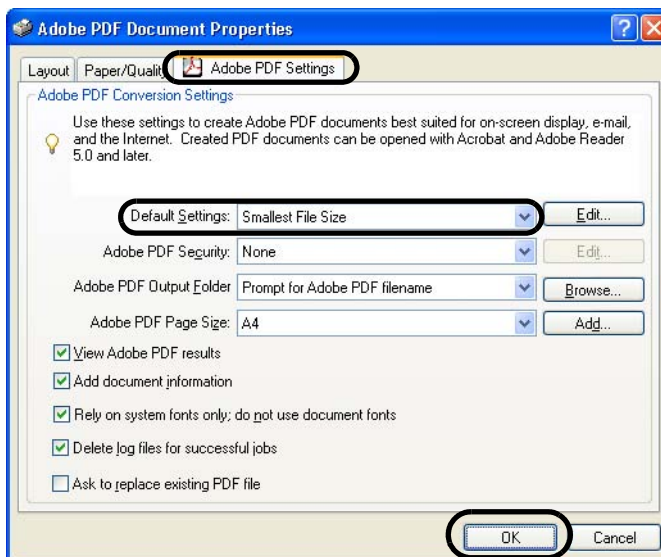 Adobe PDF Document Properties
Layout Paper/Quality Adobe PDF Settings
Adobe PDF Conversion Settings
Use these settings to create Adobe PDF documents best suited for on-screen display, e-mail,
and the Internet. Created PDF documents can be opened with Acrobat and Adobe Reader
5.0 and later.
Default Settings: Smallest File Size Edit...
Adobe PDF Security: None Edit...
Adobe PDF Output Folder Prompt for Adobe PDF filename Browse...
Adobe PDF Page Size: A4 Add...
View Adobe PDF results
Add document information
Rely on system fonts only; do not use document fonts
Delete log files for successful jobs
Ask to replace existing PDF file
OK Cancel